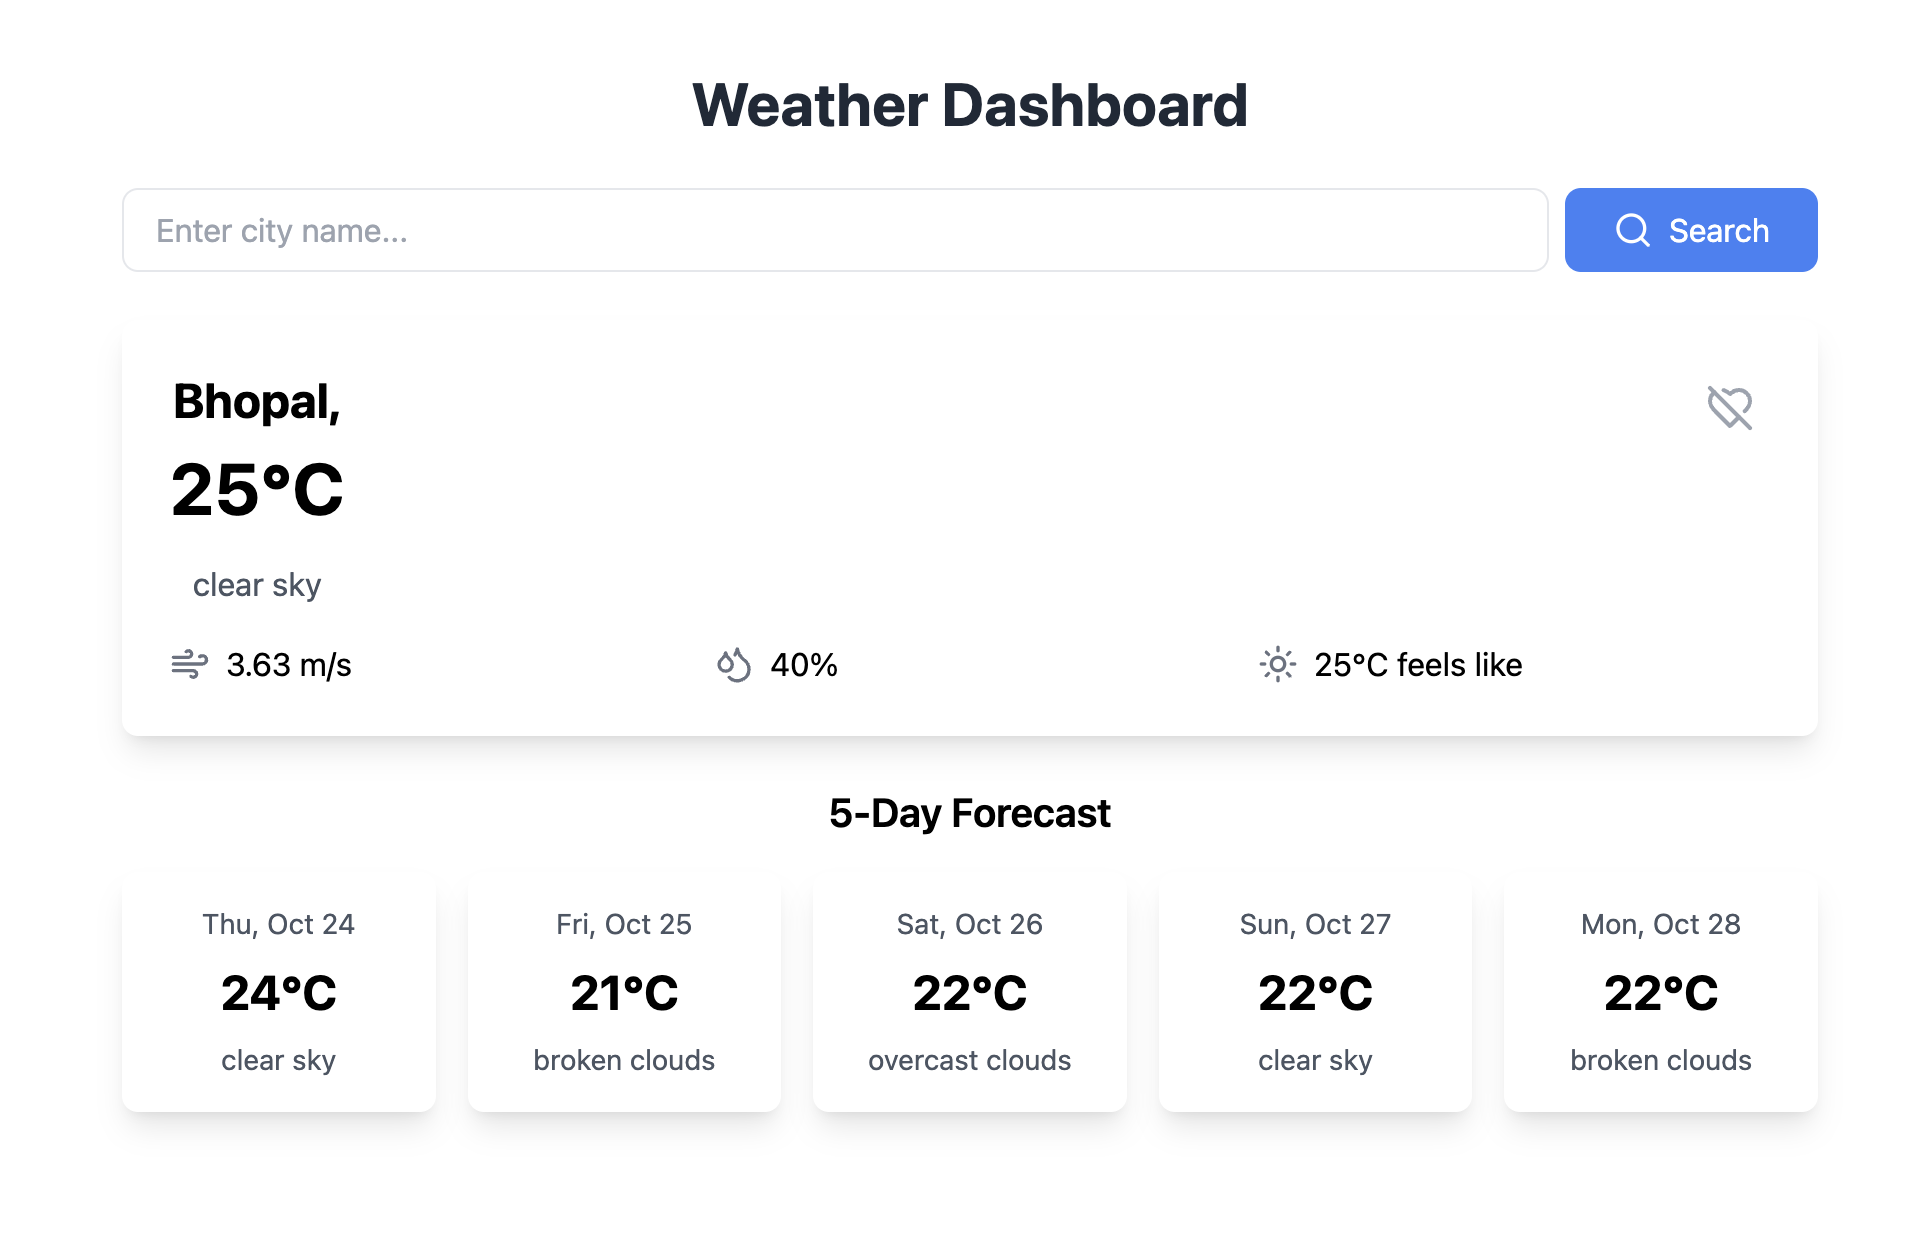 Weather Dashboard
Enter city name...
Search
Bhopal,
25°C
clear sky
3.63 m/s
40%
25°C feels like
5-Day Forecast
Thu, Oct 24
24°C
clear sky
Fri, Oct 25
21°C
broken clouds
Sat, Oct 26
22°C
overcast clouds
Sun, Oct 27
22°C
clear sky
Mon, Oct 28
22°C
broken clouds